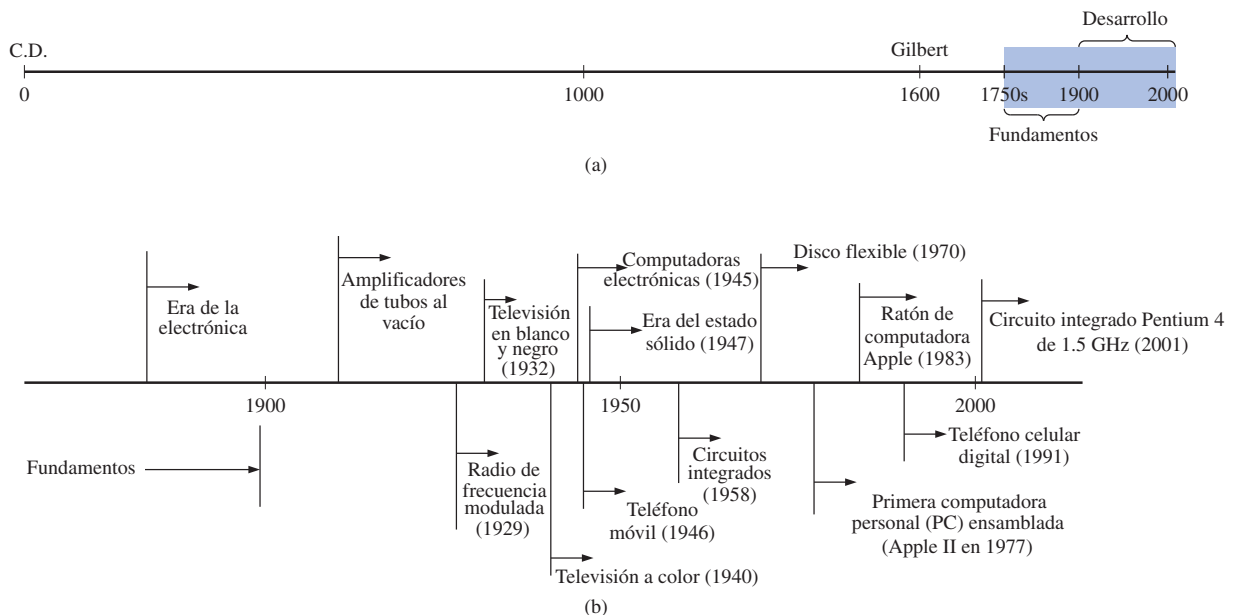 Desarrollo
C.D.
Gilbert
0
1000
1600
1750s
1900
2000
Fundamentos
(a)
Era de la
electrónica
Amplificadores
de tubos al
vacío
Televisión
en blanco
y negro
(1932)
Computadoras
electrónicas (1945)
Era del estado
sólido (1947)
Disco flexible (1970)
Ratón de
computadora
Apple (1983)
Circuito integrado Pentium 4
de 1.5 GHz (2001)
1900
1950
2000
Fundamentos
Radio de
frecuencia
modulada
(1929)
Televisión a color (1940)
Teléfono
móvil (1946)
Circuitos
integrados
(1958)
Primera computadora
personal (PC) ensamblada
(Apple II en 1977)
Teléfono celular
digital (1991)
(b)